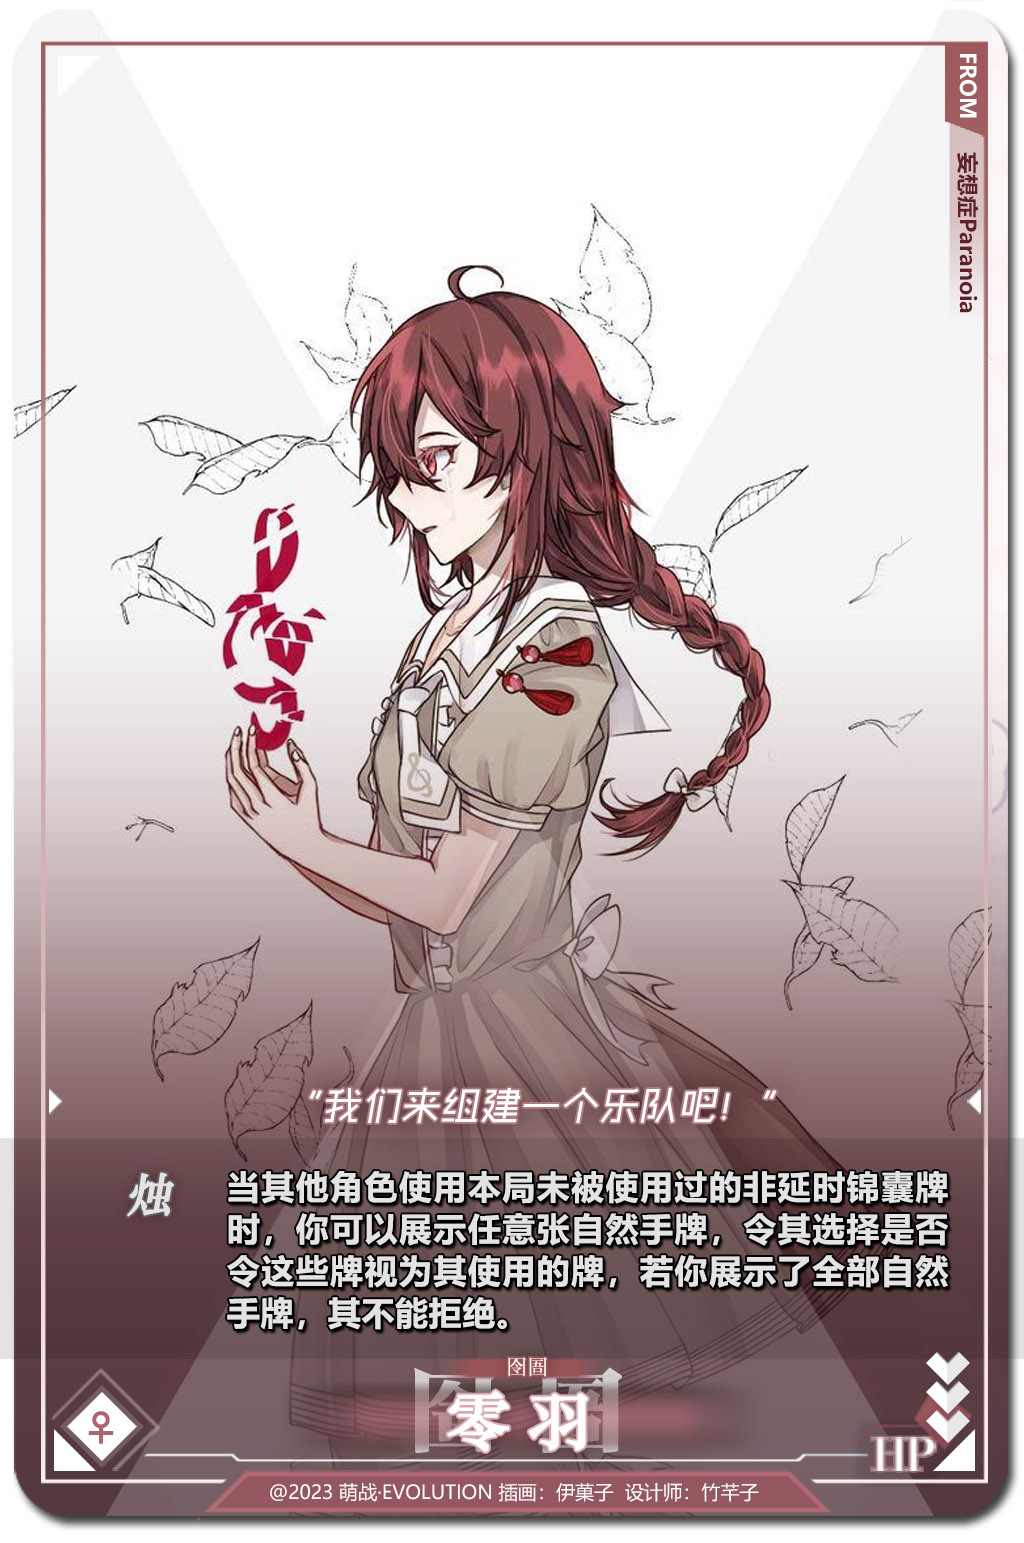 FROM
妄想症Paranoia
“我们来组建一个乐队吧！”
烛
当其他角色使用本局未被使用过的非延时锦囊牌
时，你可以展示任意张自然手牌，令其选择是否
令这些牌视为其使用的牌，若你展示了全部自然
手牌，其不能拒绝。
囹圄
零羽
HP
@2023 萌战·EVOLUTION 插画：伊菓子 设计师：竹芊子